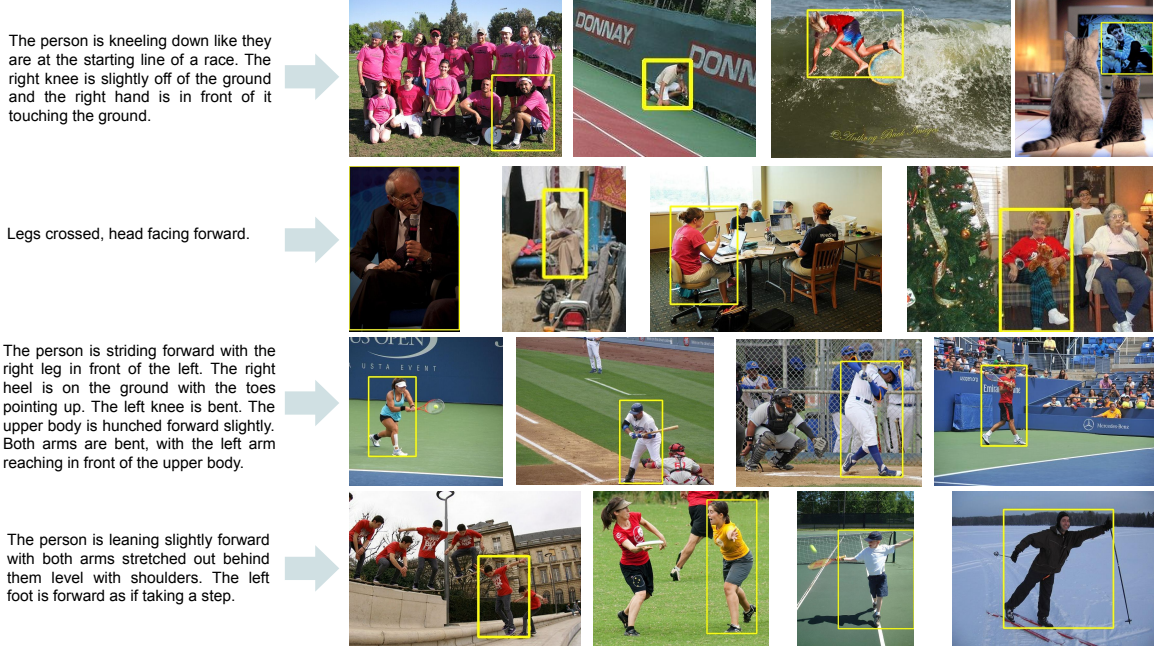 The person is kneeling down like they
are at the starting line of a race. The
right knee is slightly off of the ground
and the right hand is in front of it
touching the ground.
DONNAY.
DONN
Legs crossed, head facing forward.
The person is striding forward with the
right leg in front of the left. The right
heel is on the ground with the toes
pointing up. The left knee is bent. The
upper body is hunched forward slightly.
Both arms are bent, with the left arm
reaching in front of the upper body.
US OPEN
USTA EVENT
Mercedes-Benz
The person is leaning slightly forward
with both arms stretched out behind
them level with shoulders. The left
foot is forward as if taking a step.